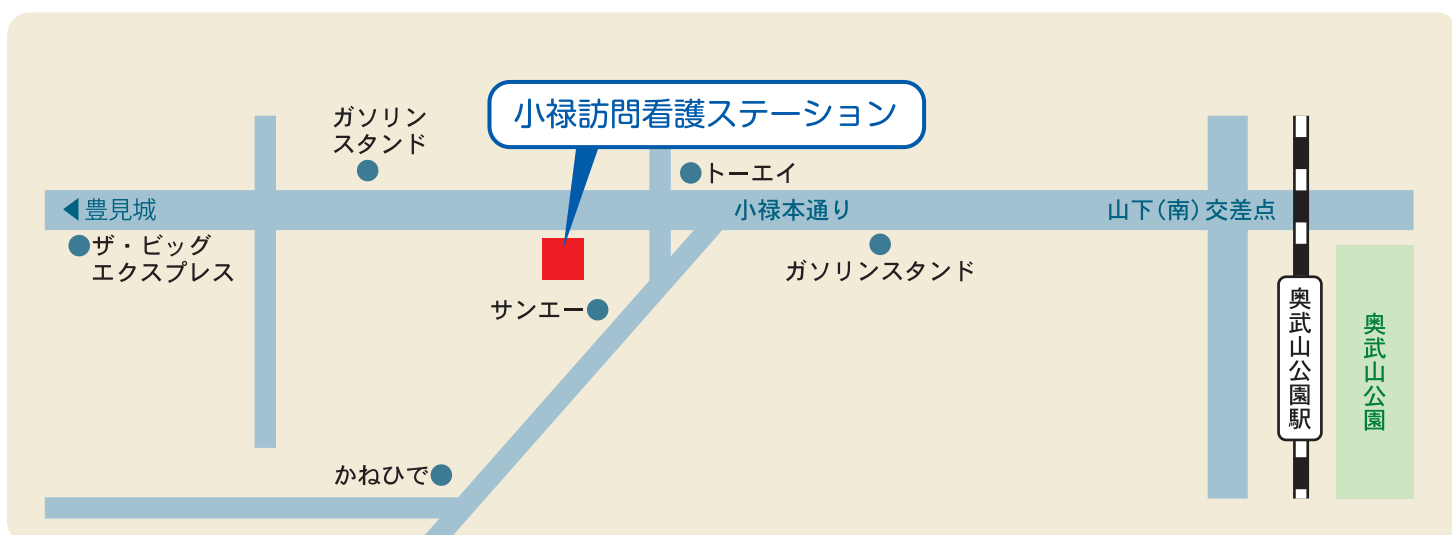 小禄訪問看護ステーション
ガソリン
スタンド
トーエイ
◀豊見城
小禄本通り
山下(南)交差点
ザ・ビッグ
エクスプレス
ガソリンスタンド
サンエー
奥武山公園駅
奥武山公園
かねひで